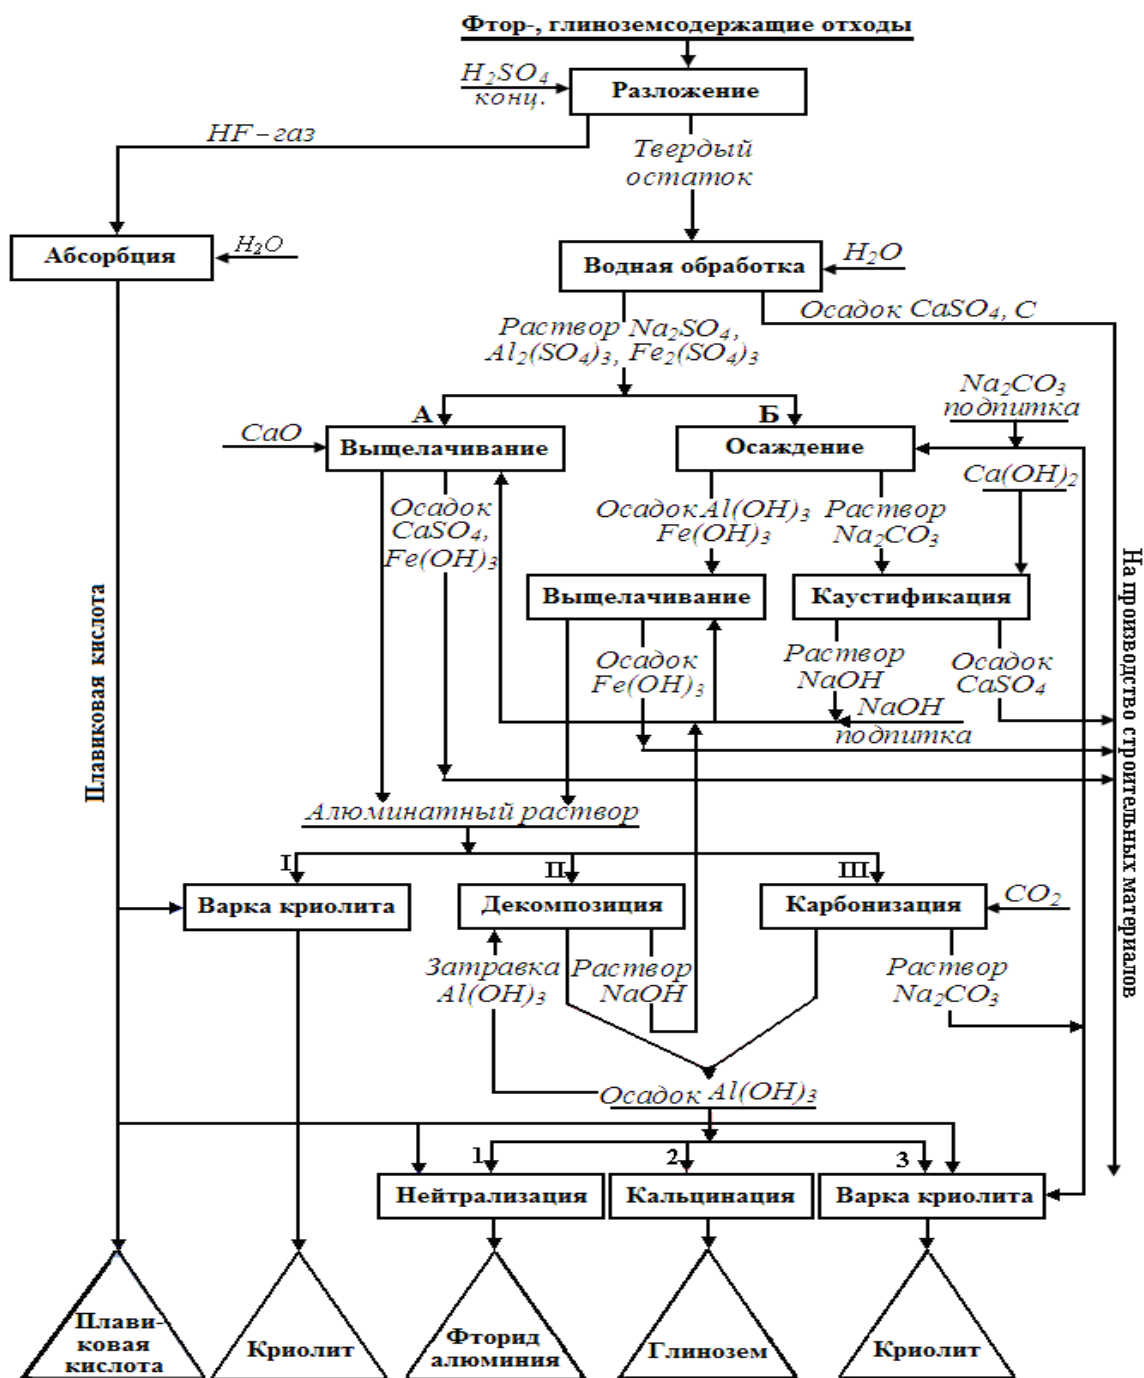 Фтор-, глиноземсодержащие отходы
H₂SO₄
конц.
Разложение
HF – газ
Твердый
остаток
Абсорбция
H₂O
Водная обработка
H₂O
Осадок CaSO₄, C
Раствор Na₂SO₄,
Al₂(SO₄)₃, Fe₂(SO₄)₃
Na₂CO₃
подпитка
А
Б
CaO
Выщелачивание
Осаждение
Ca(OH)₂
Осадок
CaSO₄,
Fe(OH)₃
Осадок Al(OH)₃
Fe(OH)₃
Раствор
Na₂CO₃
Выщелачивание
Каустификация
Осадок
Fe(OH)₃
Раствор
NaOH
Осадок
CaSO₄
NaOH
подпитка
Плавиковая кислота
На производство строительных материалов
Алюминатный раствор
I
II
III
Варка криолита
Декомпозиция
Карбонизация
CO₂
Затравка
Al(OH)₃
Раствор
NaOH
Раствор
Na₂CO₃
Осадок Al(OH)₃
1
2
3
Нейтрализация
Кальцинация
Варка криолита
Плави-
ковая
кислота
Криолит
Фторид
алюминия
Глинозем
Криолит